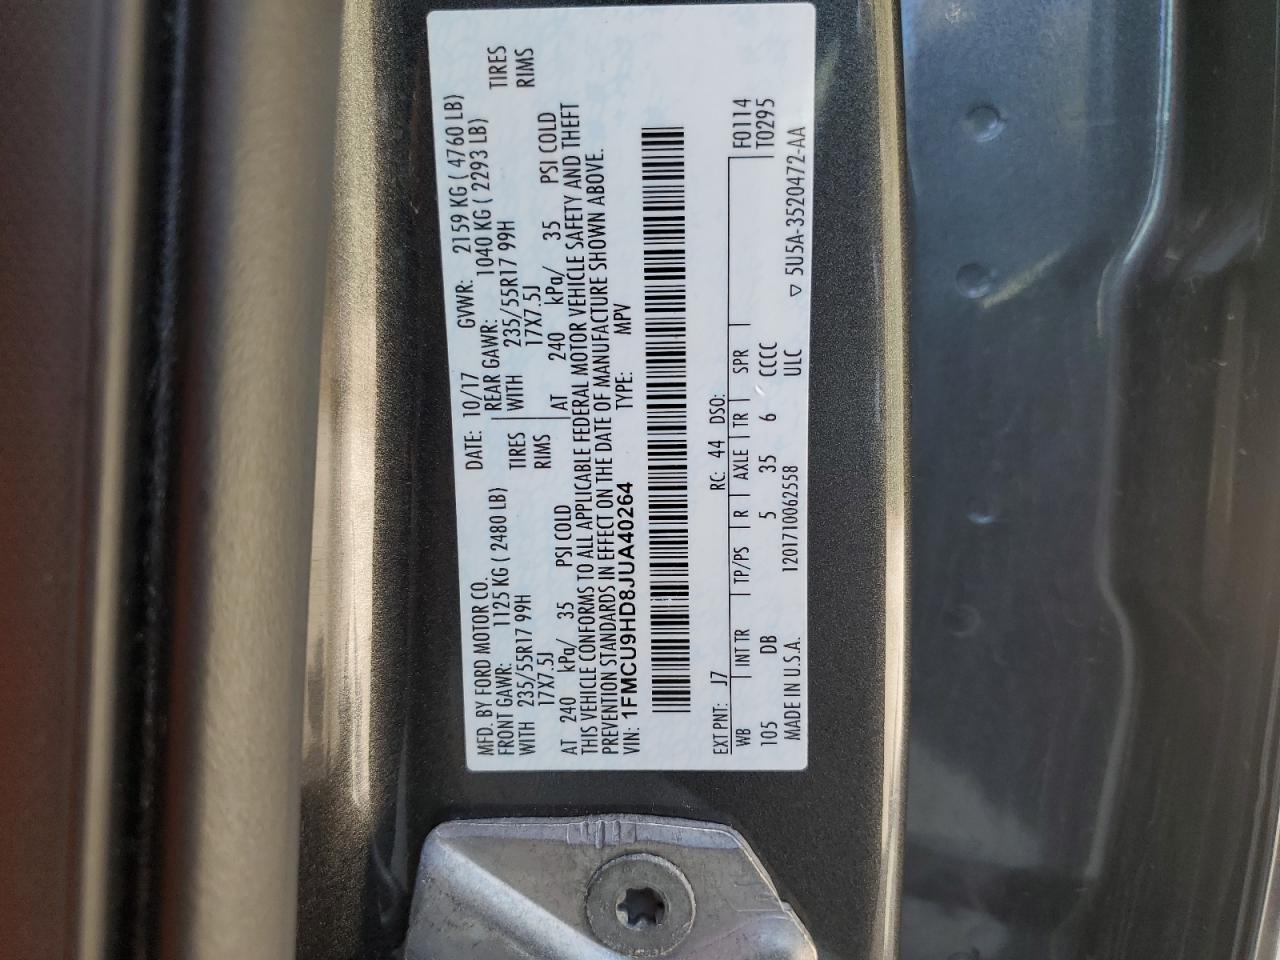 MFD. BY FORD MOTOR CO. DATE: 10/17 GVWR: 2159 KG ( 4760 LB)
FRONT GAWR: 1125 KG ( 2480 LB) REAR GAWR: 1040 KG ( 2293 LB)
WITH 235/55R17 99H TIRES WITH 235/55R17 99H TIRES
17X7.5J RIMS 17X7.5J RIMS
AT 240 kPa/ 35 PSI COLD AT 240 kPa/ 35 PSI COLD
THIS VEHICLE CONFORMS TO ALL APPLICABLE FEDERAL MOTOR VEHICLE SAFETY AND THEFT
PREVENTION STANDARDS IN EFFECT ON THE DATE OF MANUFACTURE SHOWN ABOVE.
VIN: 1FMCU9HD8JUA40264 TYPE: MPV
EXT PNT: J7 RC: 44 DSO: F0114
WB INT TR TP/PS R AXLE TR SPR T0295
105 DB 5 35 6 CCCC
MADE IN U.S.A. 1201710062558 ULC ▽ 5U5A-3520472-AA